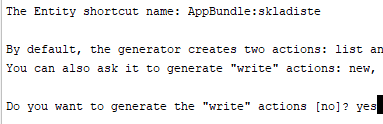 The Entity shortcut name: AppBundle:skladiste
By default, the generator creates two actions: list an
You can also ask it to generate "write" actions: new,
Do you want to generate the "write" actions [no]? yes